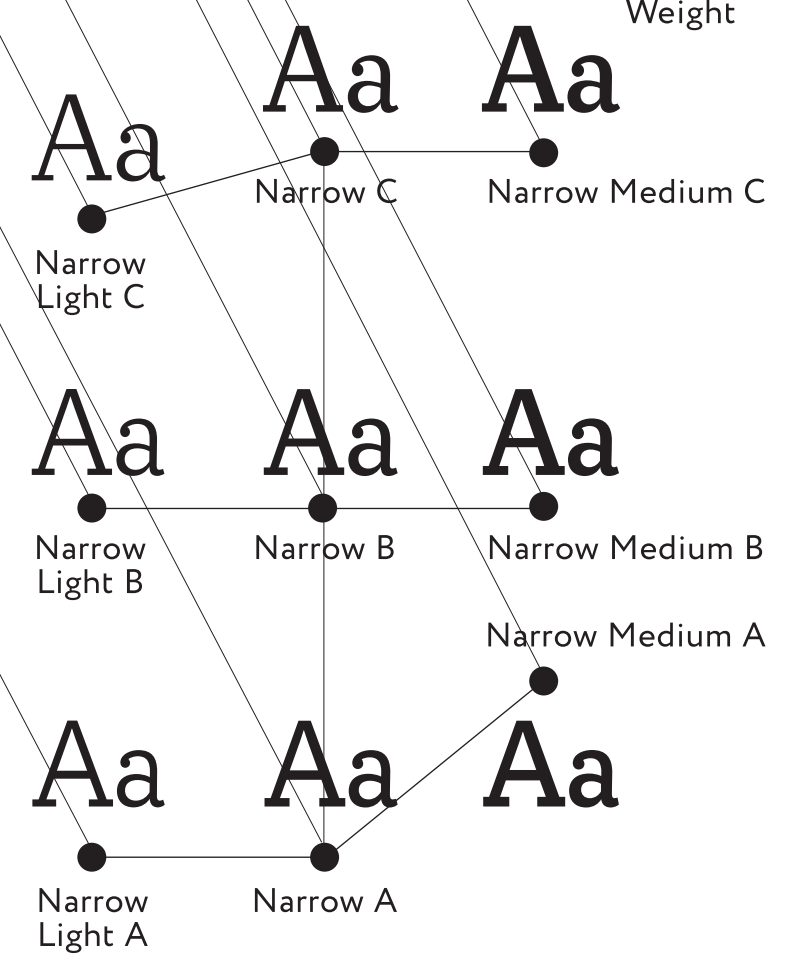 Weight
Aa
Aa
Aa
Narrow C
Narrow Medium C
Narrow
Light C
Aa
Aa
Aa
Narrow
Light B
Narrow B
Narrow Medium B
Narrow Medium A
Aa
Aa
Aa
Narrow
Light A
Narrow A